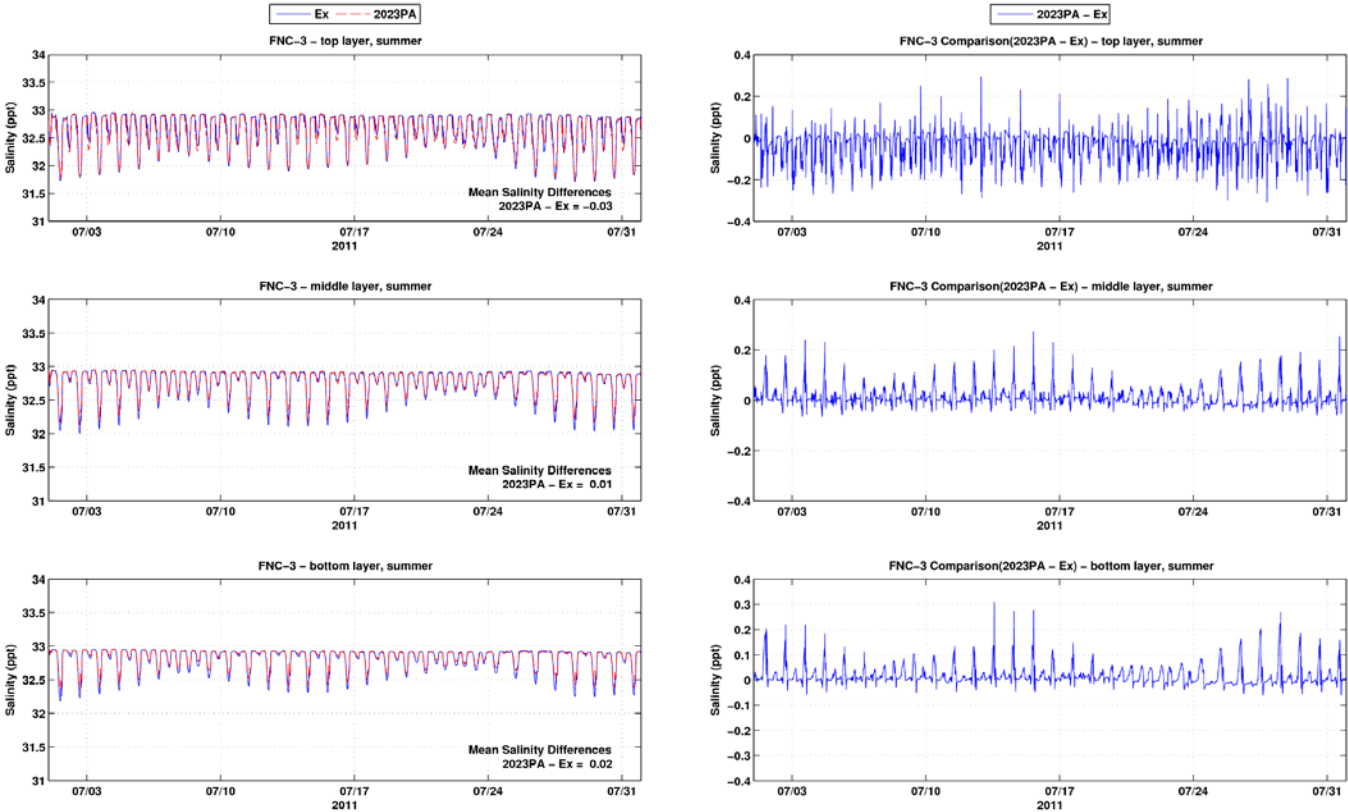 Ex 2023PA
FNC-3 - top layer, summer
34
33.5
33
32.5
32
31.5
31
Salinity (ppt)
Mean Salinity Differences
2023PA - Ex = -0.03
07/03 07/10 07/17 07/24 07/31
2011
2023PA - Ex
FNC-3 Comparison(2023PA - Ex) - top layer, summer
0.4
0.2
0
-0.2
-0.4
Salinity (ppt)
07/03 07/10 07/17 07/24 07/31
2011
FNC-3 - middle layer, summer
34
33.5
33
32.5
32
31.5
31
Salinity (ppt)
Mean Salinity Differences
2023PA - Ex = 0.01
07/03 07/10 07/17 07/24 07/31
2011
FNC-3 Comparison(2023PA - Ex) - middle layer, summer
0.4
0.2
0
-0.2
-0.4
Salinity (ppt)
07/03 07/10 07/17 07/24 07/31
2011
FNC-3 - bottom layer, summer
34
33.5
33
32.5
32
31.5
31
Salinity (ppt)
Mean Salinity Differences
2023PA - Ex = 0.02
07/03 07/10 07/17 07/24 07/31
2011
FNC-3 Comparison(2023PA - Ex) - bottom layer, summer
0.4
0.3
0.2
0.1
0
-0.1
-0.2
-0.3
-0.4
Salinity (ppt)
07/03 07/10 07/17 07/24 07/31
2011